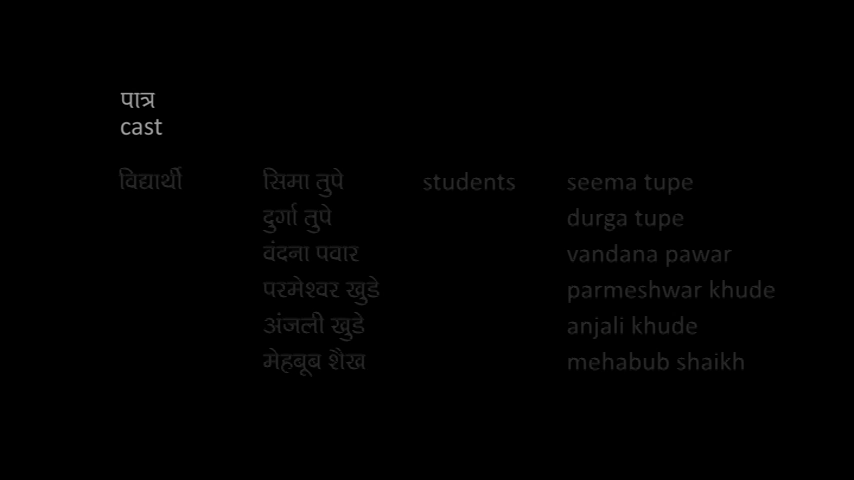 पात्र
cast
विद्यार्थी सिमा तुपे students seema tupe
दुर्गा तुपे durga tupe
वंदना पवार vandana pawar
परमेश्वर खुडे parmeshwar khude
अंजली खुडे anjali khude
मेहबूब शैख mehabub shaikh